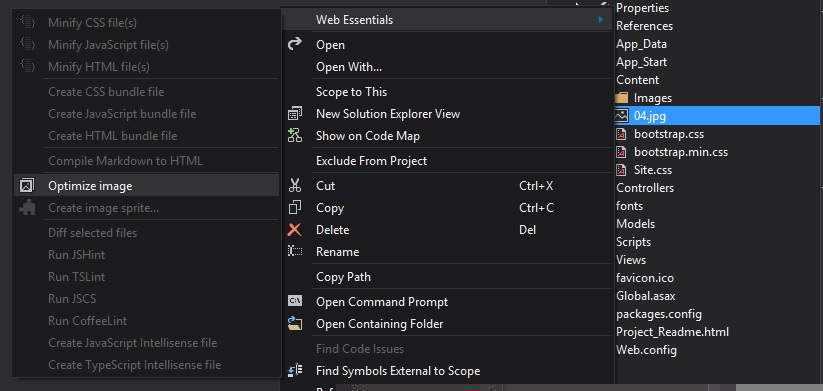 Minify CSS file(s)
Minify JavaScript file(s)
Minify HTML file(s)
Create CSS bundle file
Create JavaScript bundle file
Create HTML bundle file
Compile Markdown to HTML
Optimize image
Create image sprite...
Diff selected files
Run JSHint
Run TSLint
Run JSCS
Run CoffeeLint
Create JavaScript Intellisense file
Create TypeScript Intellisense file
Web Essentials
Open
Open With...
Scope to This
New Solution Explorer View
Show on Code Map
Exclude From Project
Cut Ctrl+X
Copy Ctrl+C
Delete Del
Rename
Copy Path
Open Command Prompt
Open Containing Folder
Find Code Issues
Find Symbols External to Scope
Properties
References
App_Data
App_Start
Content
Images
04.jpg
bootstrap.css
bootstrap.min.css
Site.css
Controllers
fonts
Models
Scripts
Views
favicon.ico
Global.asax
packages.config
Project_Readme.html
Web.config